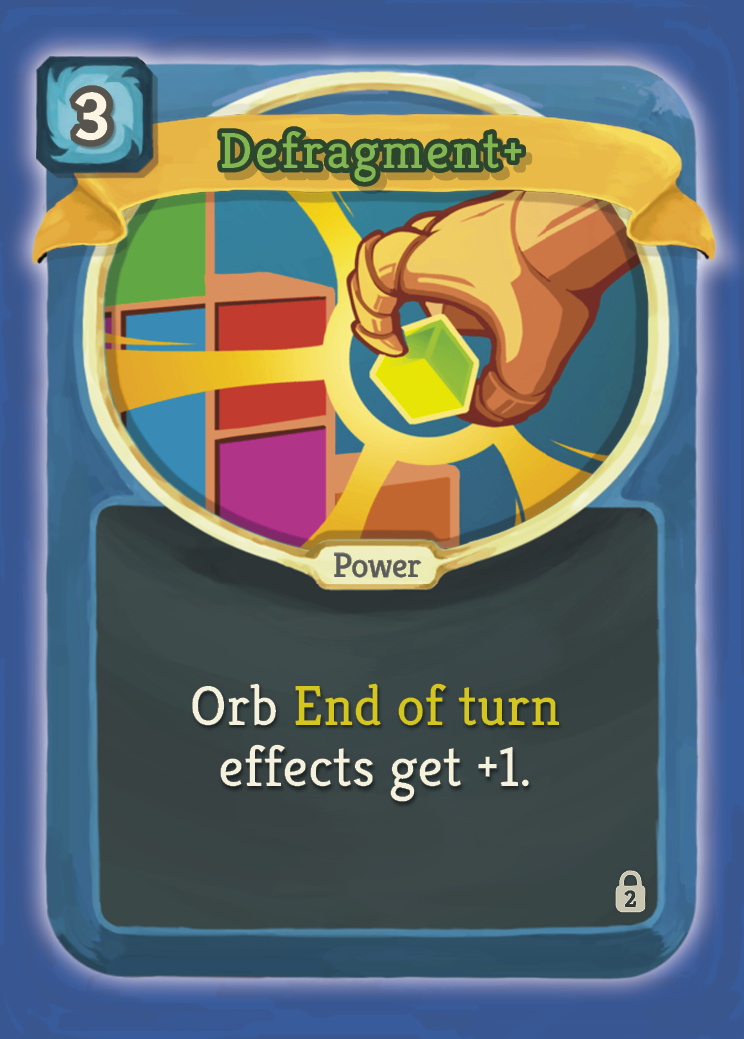 3
Defragment+
Power
Orb End of turn
effects get +1.
2